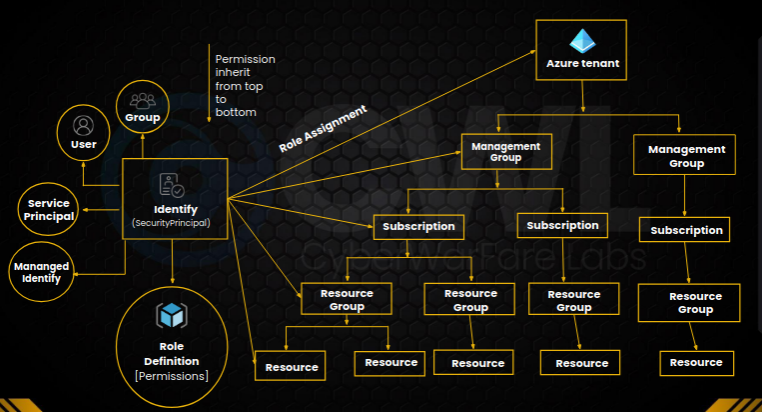 Azure tenant
Permission
inherit
from top
to
bottom
Role Assignment
Group
User
Service
Principal
Mananged
Identify
Identify
(SecurityPrincipal)
Role
Definition
[Permissions]
Management
Group
Management
Group
Subscription
Subscription
Subscription
Resource
Group
Resource
Group
Resource
Group
Resource
Group
Resource
Resource
Resource
Resource
Resource
CWL
CyberWarFare Labs